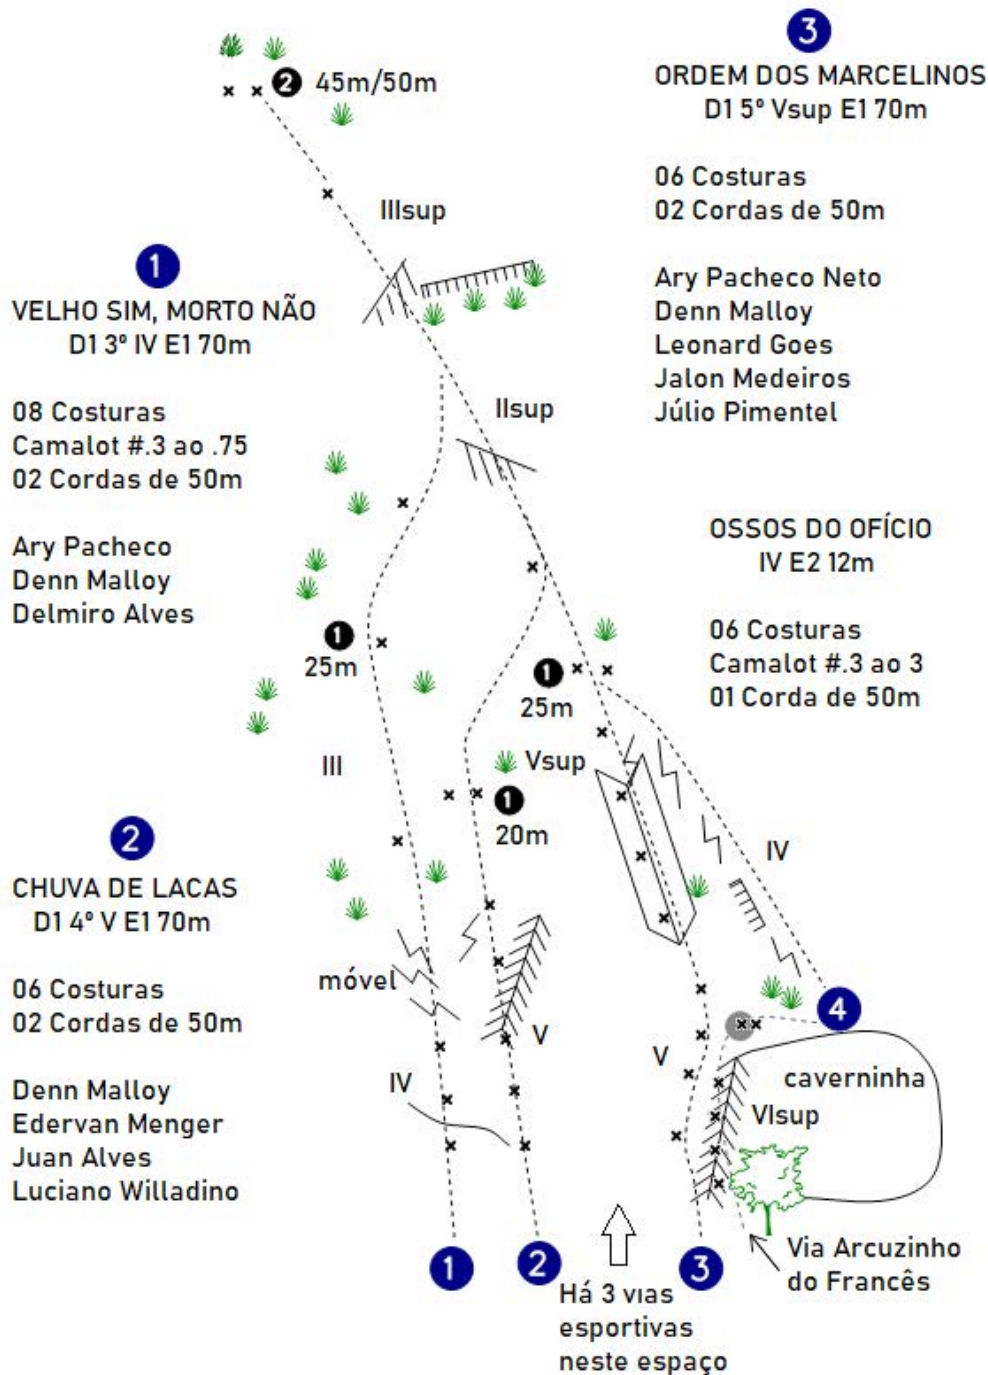 3
ORDEM DOS MARCELINOS
D1 5º Vsup E1 70m
06 Costuras
02 Cordas de 50m
Ary Pacheco Neto
Denn Malloy
Leonard Goes
Jalon Medeiros
Júlio Pimentel
2 45m/50m
IIIsup
1
VELHO SIM, MORTO NÃO
D1 3º IV E1 70m
08 Costuras
Camalot #.3 ao .75
02 Cordas de 50m
Ary Pacheco
Denn Malloy
Delmiro Alves
IIsup
OSSOS DO OFÍCIO
IV E2 12m
06 Costuras
Camalot #.3 ao 3
01 Corda de 50m
1
25m
1
25m
III
Vsup
1
20m
IV
2
CHUVA DE LACAS
D1 4º V E1 70m
06 Costuras
02 Cordas de 50m
Denn Malloy
Edervan Menger
Juan Alves
Luciano Willadino
móvel
V
IV
V
4
caverninha
VIsup
1
2
3
Via Arcuzinho
do Francês
Há 3 vias
esportivas
neste espaço